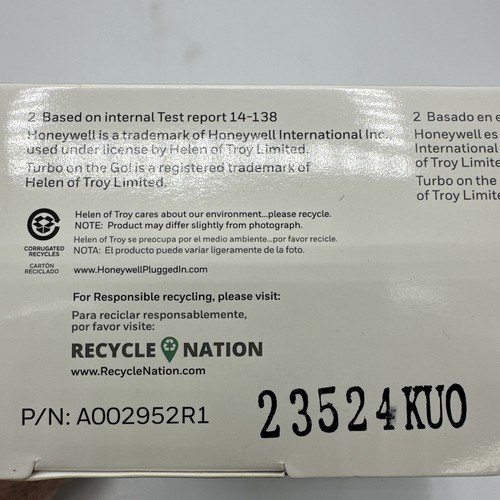 2 Based on internal Test report 14-138
Honeywell is a trademark of Honeywell International Inc.,
used under license by Helen of Troy Limited.
Turbo on the Go! is a registered trademark of
Helen of Troy Limited.
2 Basado en e
Honeywell es
International
of Troy Limite
Turbo on the
of Troy Limite
CORRUGATED
RECYCLES
CARTÓN
RECICLADO
Helen of Troy cares about our environment...please recycle.
NOTE: Product may differ slightly from photograph.
Helen of Troy se preocupa por el medio ambiente...por favor recicle.
NOTA: El producto puede variar ligeramente de la foto.
www.HoneywellPluggedIn.com
For Responsible recycling, please visit:
Para reciclar responsablemente,
por favor visite:
RECYCLE NATION
www.RecycleNation.com
P/N: A002952R1
23524KUO